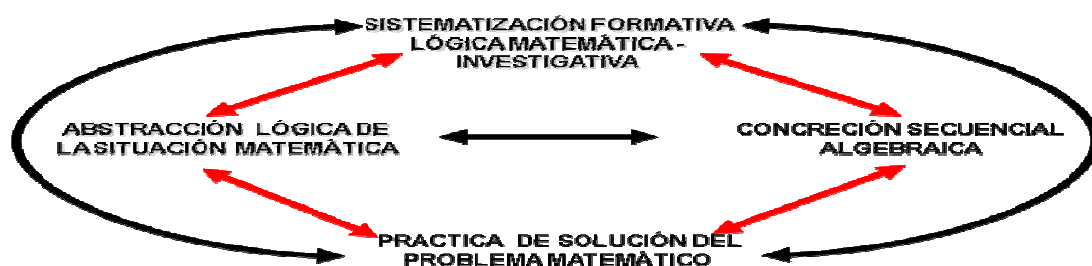 SISTEMATIZACIÓN FORMATIVA
LÓGICA MATEMÀTICA -
INVESTIGATIVA
ABSTRACCIÓN LÓGICA DE
LA SITUACIÓN MATEMÀTICA
CONCRECIÓN SECUENCIAL
ALGEBRAICA
PRACTICA DE SOLUCIÓN DEL
PROBLEMA MATEMÀTICO